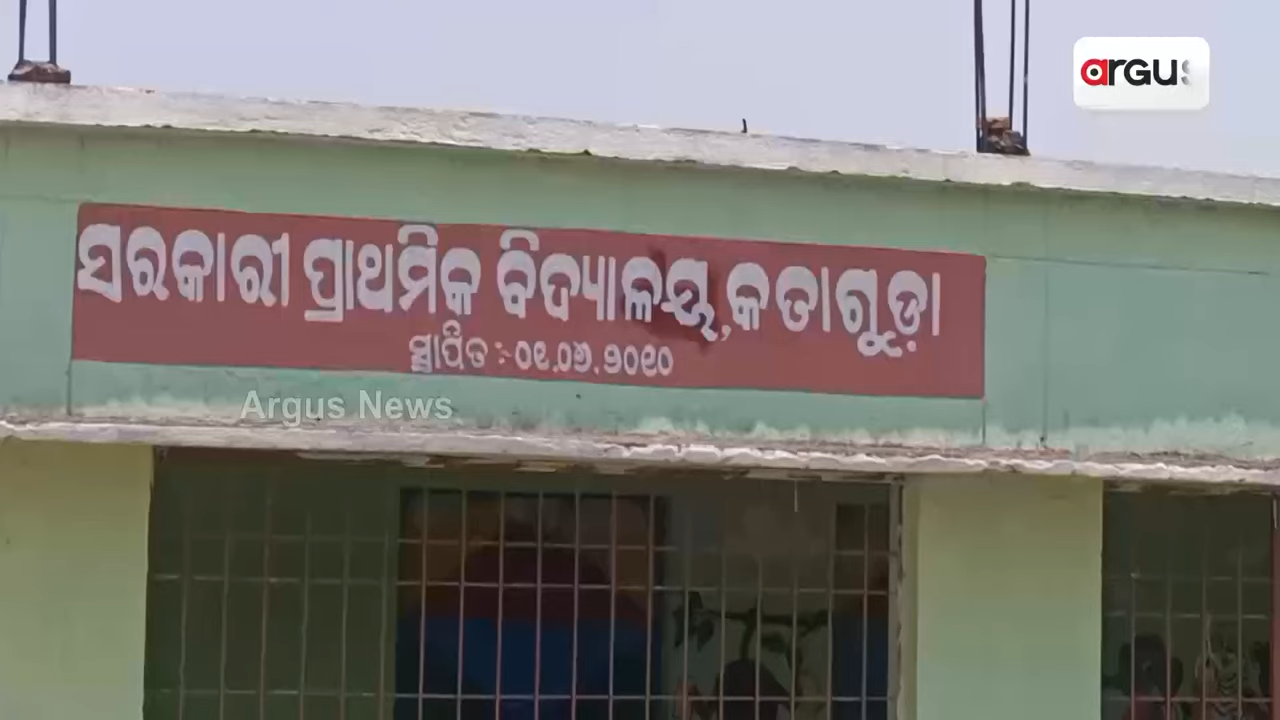 argus
ସରକାରୀ ପ୍ରାଥମିକ ବିଦ୍ୟାଳୟ,କତାଗୁଡ଼ା
ସ୍ଥାପିତ :- ୦୧.୦୬.୨୦୧୦
Argus News